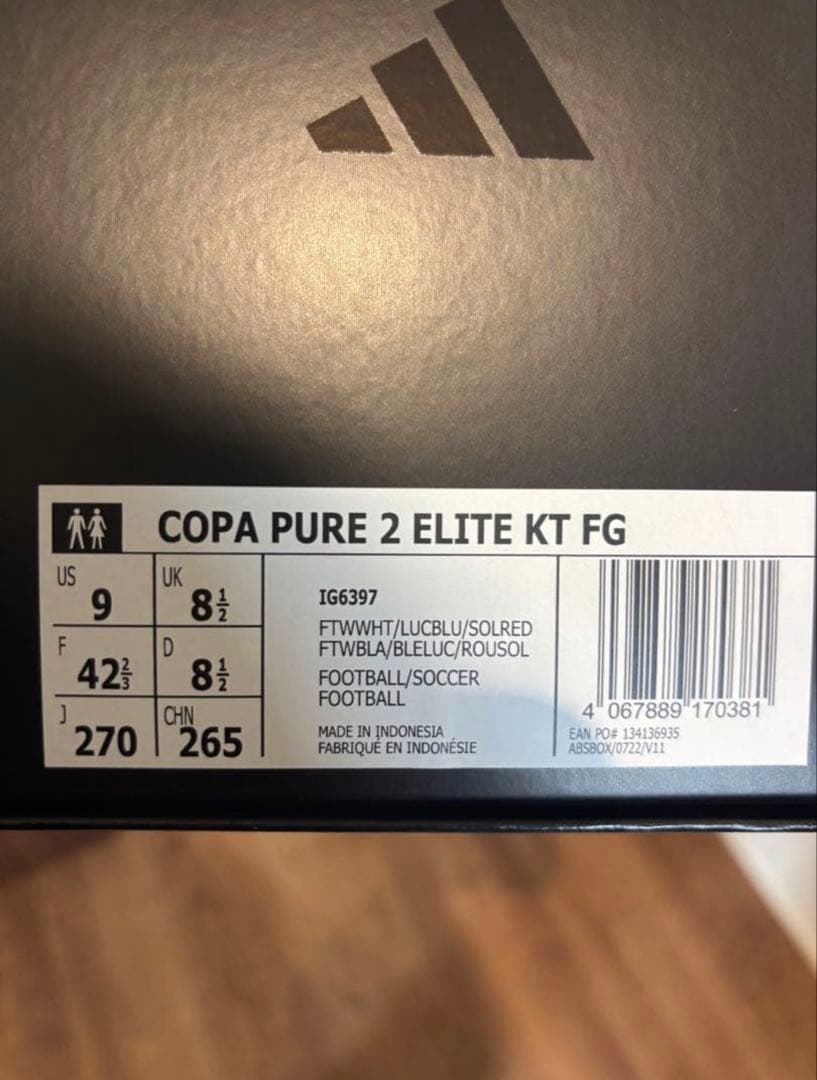 COPA PURE 2 ELITE KT FG
US 9
UK 8½
F 42⅔
D 8½
J 270
CHN 265
IG6397
FTWWHT/LUCBLU/SOLRED
FTWBLA/BLELUC/ROUSOL
FOOTBALL/SOCCER
FOOTBALL
MADE IN INDONESIA
FABRIQUÉ EN INDONÉSIE
4 067889 170381
EAN PO# 134136935
ABSBOX/0722/V11